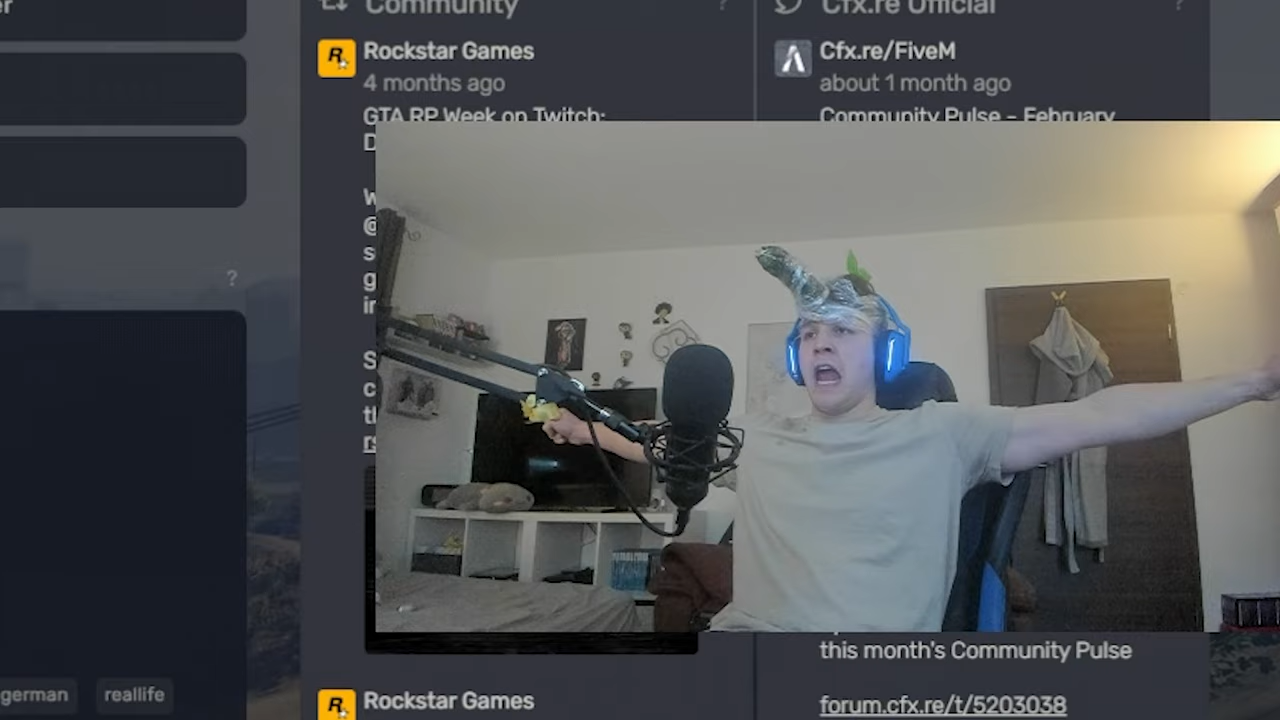 Community
?
Cfx.re Official
?
Rockstar Games
4 months ago
GTA RP Week on Twitch:
Cfx.re/FiveM
about 1 month ago
Community Pulse - February
?
this month's Community Pulse
forum.cfx.re/t/5203038
german
reallife
Rockstar Games